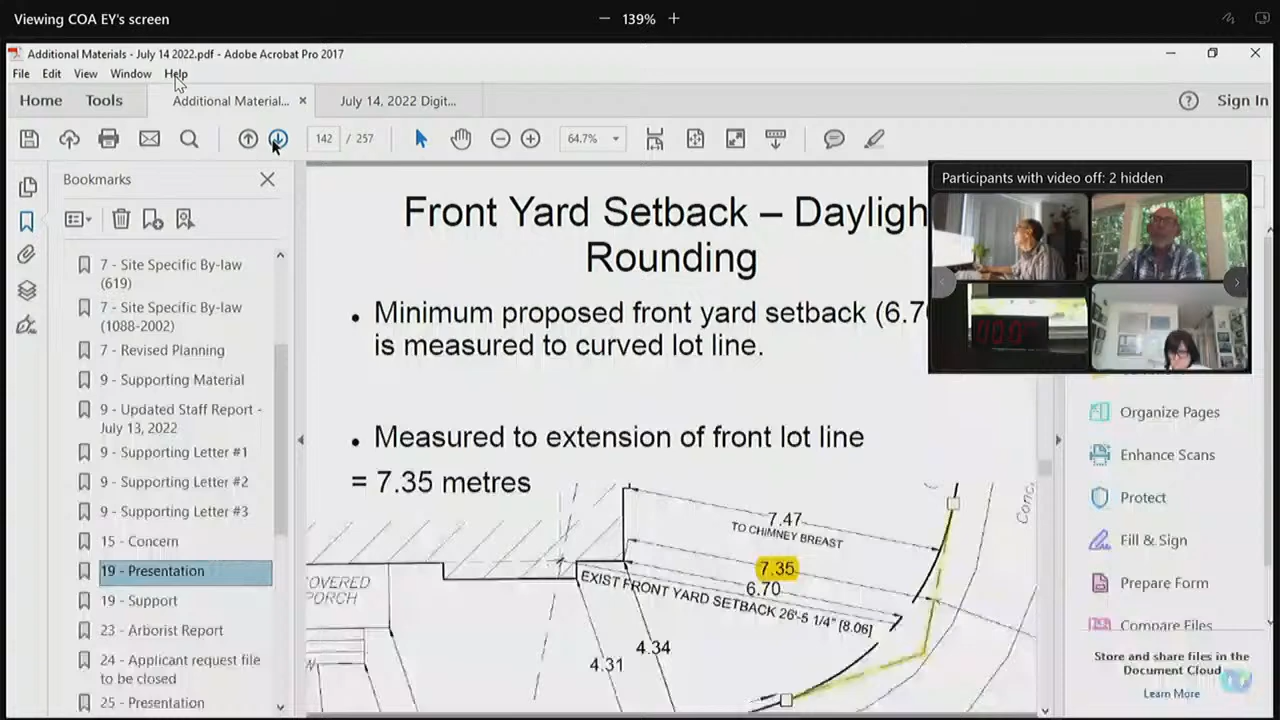 Viewing COA EY's screen
139%
Additional Materials - July 14 2022.pdf - Adobe Acrobat Pro 2017
File Edit View Window Help
Home Tools Additional Material... × July 14, 2022 Digit... Sign In
142 / 257 64.7%
Participants with video off: 2 hidden
Bookmarks
7 - Site Specific By-law
(619)
7 - Site Specific By-law
(1088-2002)
7 - Revised Planning
9 - Supporting Material
9 - Updated Staff Report -
July 13, 2022
9 - Supporting Letter #1
9 - Supporting Letter #2
9 - Supporting Letter #3
15 - Concern
19 - Presentation
19 - Support
23 - Arborist Report
24 - Applicant request file
to be closed
25 - Presentation
Front Yard Setback – Dayligh
Rounding
• Minimum proposed front yard setback (6.7
is measured to curved lot line.
• Measured to extension of front lot line
= 7.35 metres
7.47
TO CHIMNEY BREAST
7.35
6.70
EXIST FRONT YARD SETBACK 26'-5 1/4" [8.06]
4.34
4.31
COVERED
PORCH
Conc
Organize Pages
Enhance Scans
Protect
Fill & Sign
Prepare Form
Compare Files
Store and share files in the
Document Cloud
Learn More